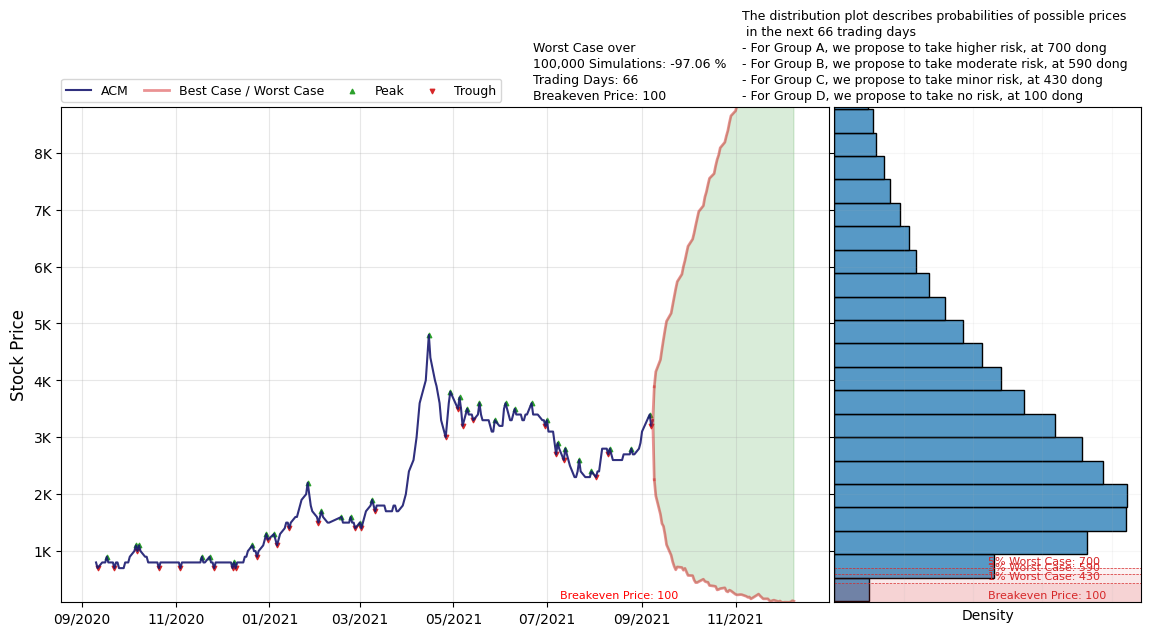 The distribution plot describes probabilities of possible prices
in the next 66 trading days
- For Group A, we propose to take higher risk, at 700 dong
- For Group B, we propose to take moderate risk, at 590 dong
- For Group C, we propose to take minor risk, at 430 dong
- For Group D, we propose to take no risk, at 100 dong
Worst Case over
100,000 Simulations: -97.06 %
Trading Days: 66
Breakeven Price: 100
ACM
Best Case / Worst Case
Peak
Trough
Stock Price
8K
7K
6K
5K
4K
3K
2K
1K
09/2020
11/2020
01/2021
03/2021
05/2021
07/2021
09/2021
11/2021
Breakeven Price: 100
% Worst Case: 700
% Worst Case: 590
% Worst Case: 430
Breakeven Price: 100
Density